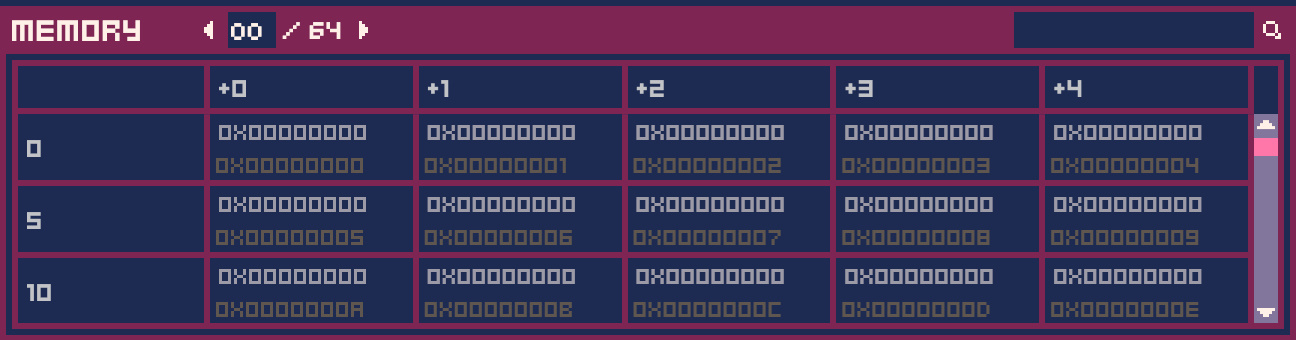 MEMORY 00 / 64
+0 +1 +2 +3 +4
0 0X00000000 0X00000000 0X00000000 0X00000000 0X00000000
0X00000000 0X00000001 0X00000002 0X00000003 0X00000004
5 0X00000000 0X00000000 0X00000000 0X00000000 0X00000000
0X00000005 0X00000006 0X00000007 0X00000008 0X00000009
10 0X00000000 0X00000000 0X00000000 0X00000000 0X00000000
0X0000000A 0X0000000B 0X0000000C 0X0000000D 0X0000000E